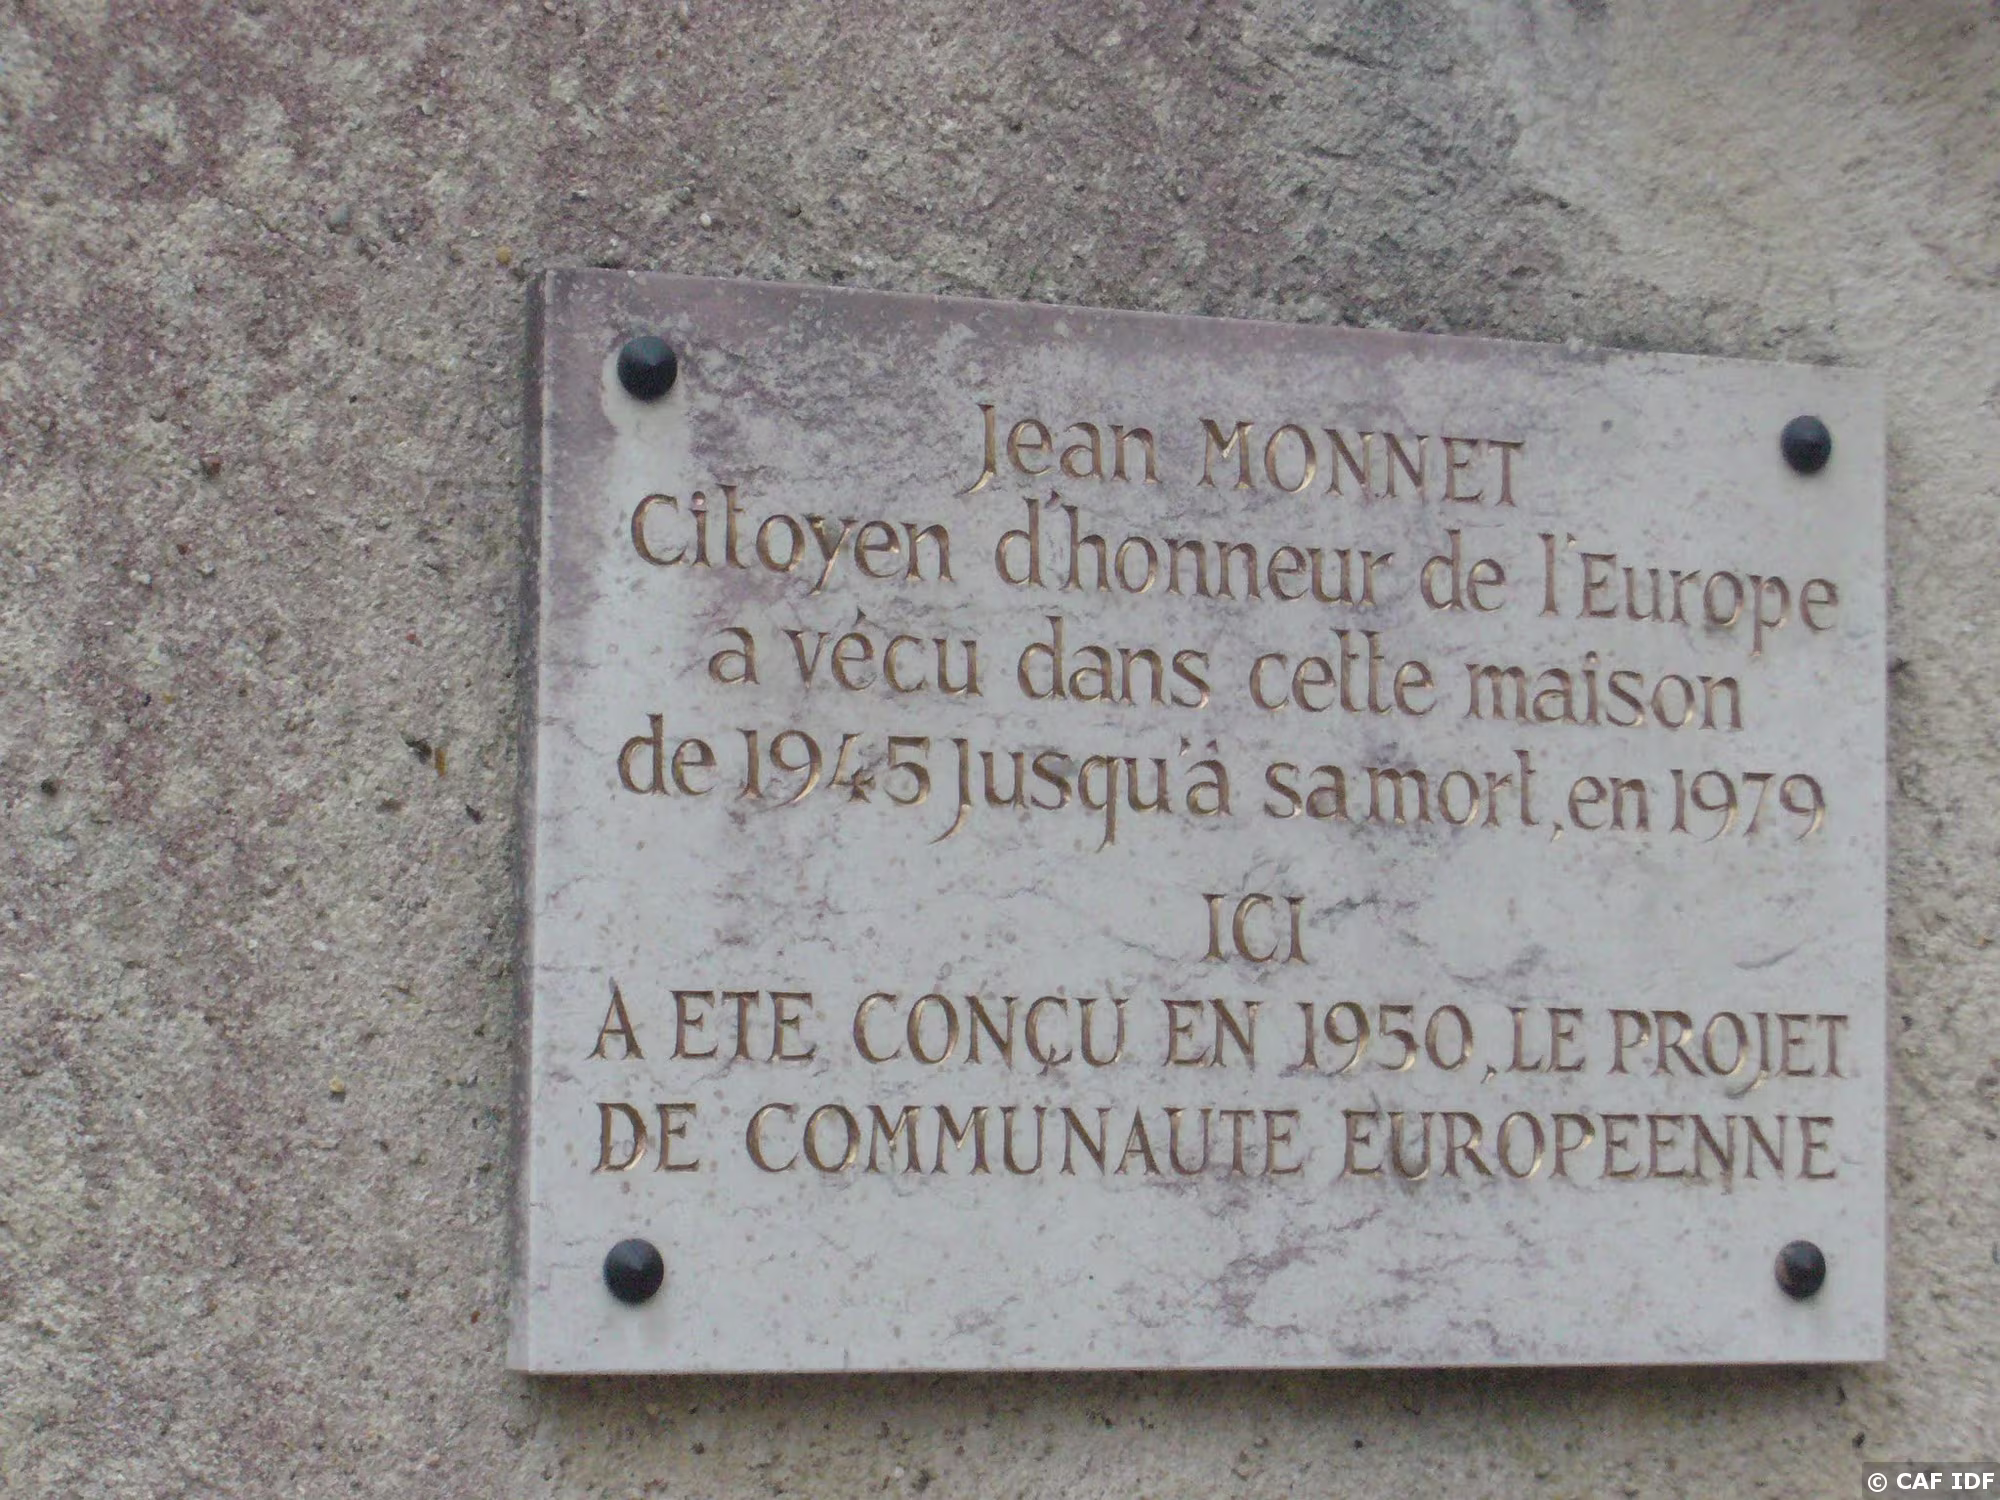 Jean MONNET
Citoyen d'honneur de l'Europe
a vécu dans cette maison
de 1945 jusqu'à sa mort, en 1979
ICI
A ETE CONÇU EN 1950, LE PROJET
DE COMMUNAUTE EUROPEENNE
© CAF IDF